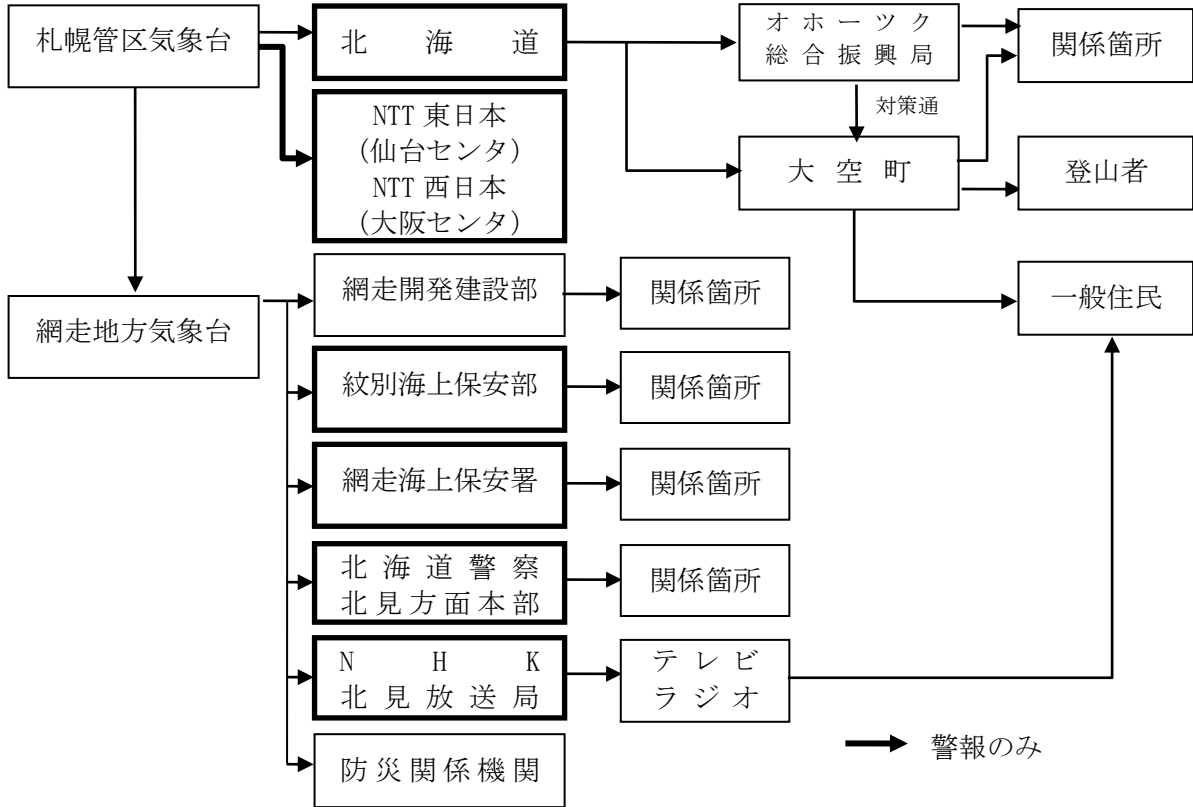 札幌管区気象台
北海道
オホーツク
総合振興局
関係箇所
NTT 東日本
(仙台センタ)
NTT 西日本
(大阪センタ)
対策通
大空町
登山者
網走地方気象台
網走開発建設部
関係箇所
一般住民
紋別海上保安部
関係箇所
網走海上保安署
関係箇所
北海道警察
北見方面本部
関係箇所
NHK
北見放送局
テレビ
ラジオ
防災関係機関
警報のみ